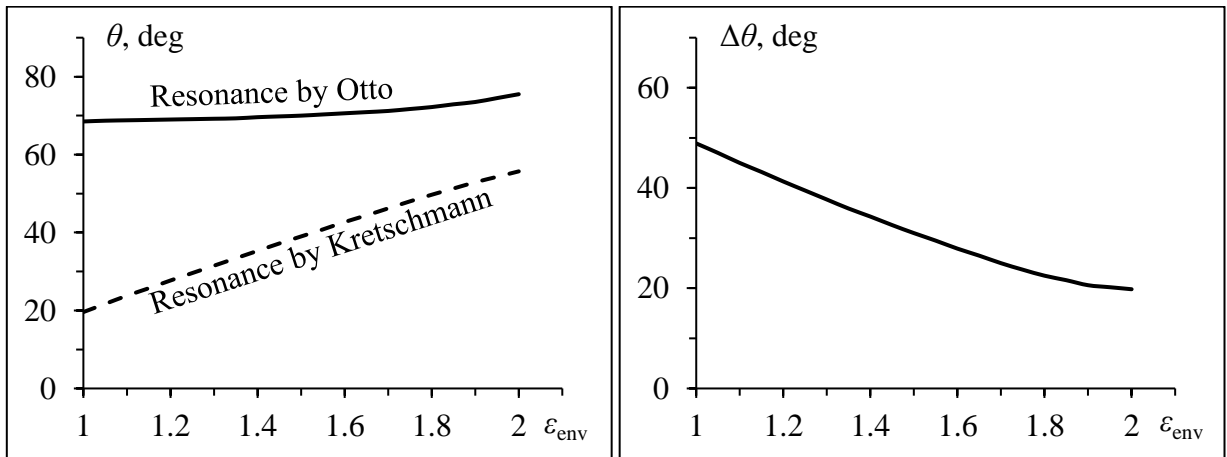 θ, deg
80
60
40
20
0
Resonance by Otto
Resonance by Kretschmann
1 1.2 1.4 1.6 1.8 2 εenv
Δθ, deg
60
40
20
0
1 1.2 1.4 1.6 1.8 2 εenv